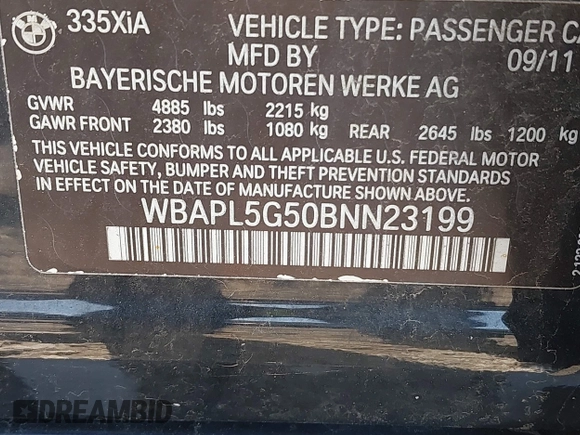 335XiA VEHICLE TYPE: PASSENGER CA
MFD BY 09/11
BAYERISCHE MOTOREN WERKE AG
GVWR 4885 lbs 2215 kg
GAWR FRONT 2380 lbs 1080 kg REAR 2645 lbs 1200 kg
THIS VEHICLE CONFORMS TO ALL APPLICABLE U.S. FEDERAL MOTOR
VEHICLE SAFETY, BUMPER AND THEFT PREVENTION STANDARDS
IN EFFECT ON THE DATE OF MANUFACTURE SHOWN ABOVE.
WBAPL5G50BNN23199
DREAMBID